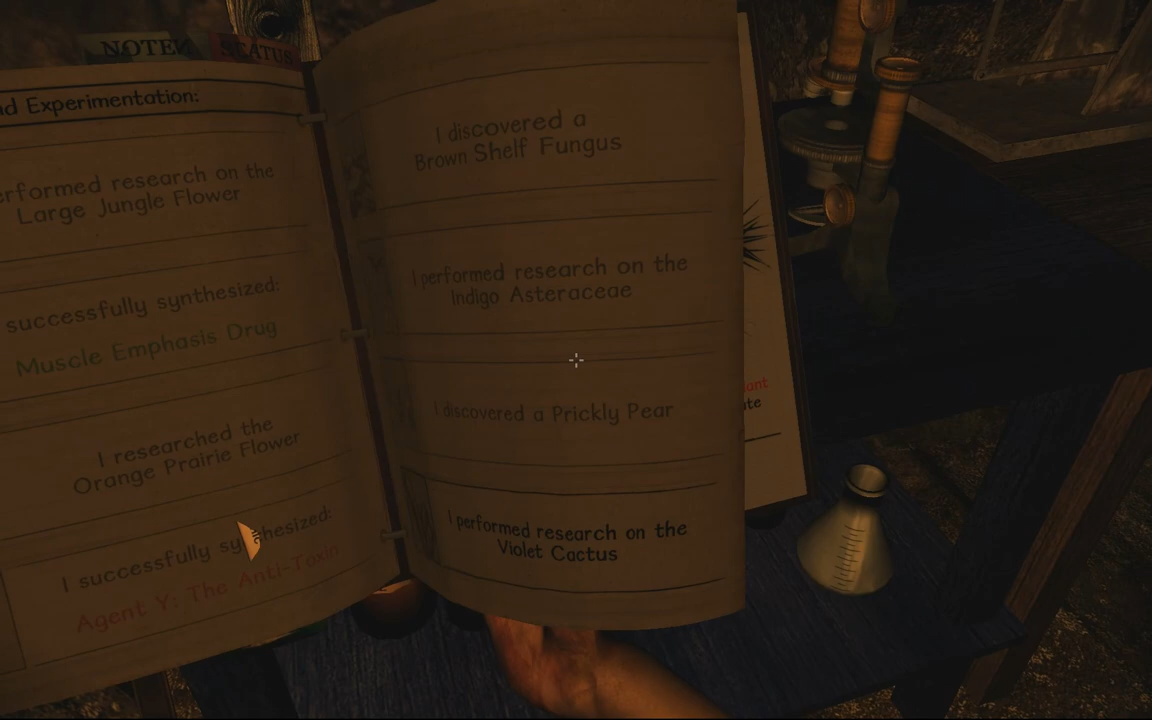 NOTE
STATUS
nd Experimentation:
erformed research on the
Large Jungle Flower
successfully synthesized:
Muscle Emphasis Drug
I researched the
Orange Prairie Flower
I successfully synthesized:
Agent Y: The Anti-Toxin
I discovered a
Brown Shelf Fungus
I performed research on the
Indigo Asteraceae
I discovered a Prickly Pear
I performed research on the
Violet Cactus